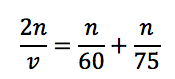 2n/v = n/60 + n/75